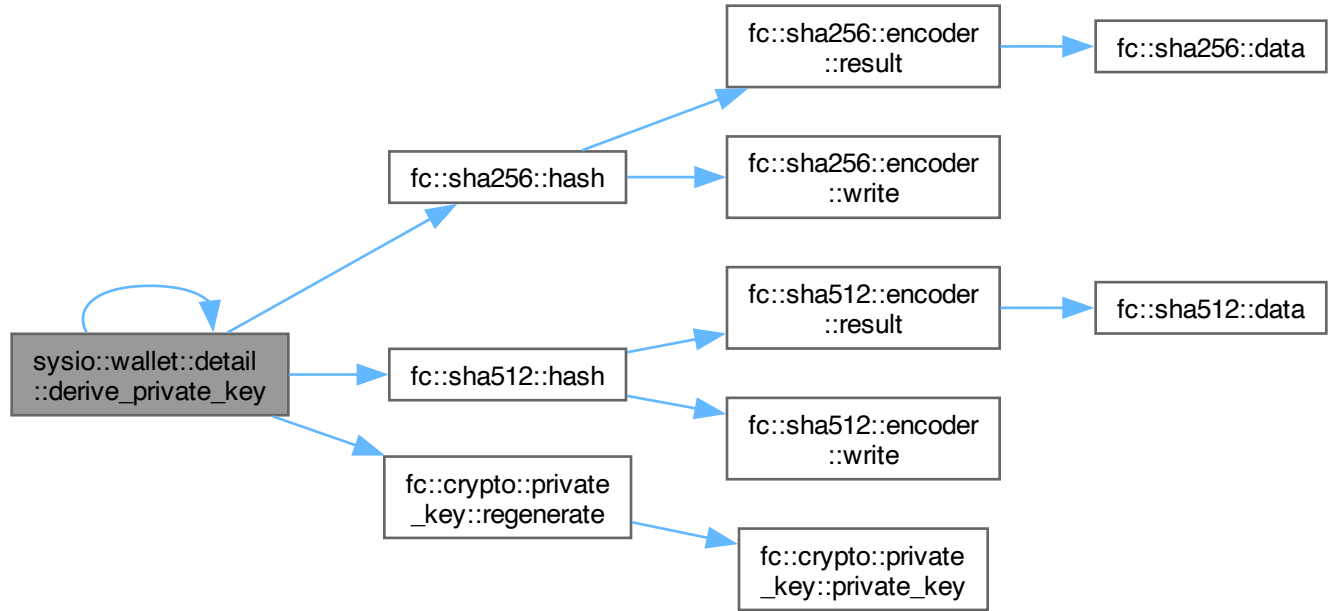 sysio::wallet::detail
::derive_private_key
fc::sha256::hash
fc::sha256::encoder
::result
fc::sha256::data
fc::sha256::encoder
::write
fc::sha512::hash
fc::sha512::encoder
::result
fc::sha512::data
fc::sha512::encoder
::write
fc::crypto::private
_key::regenerate
fc::crypto::private
_key::private_key